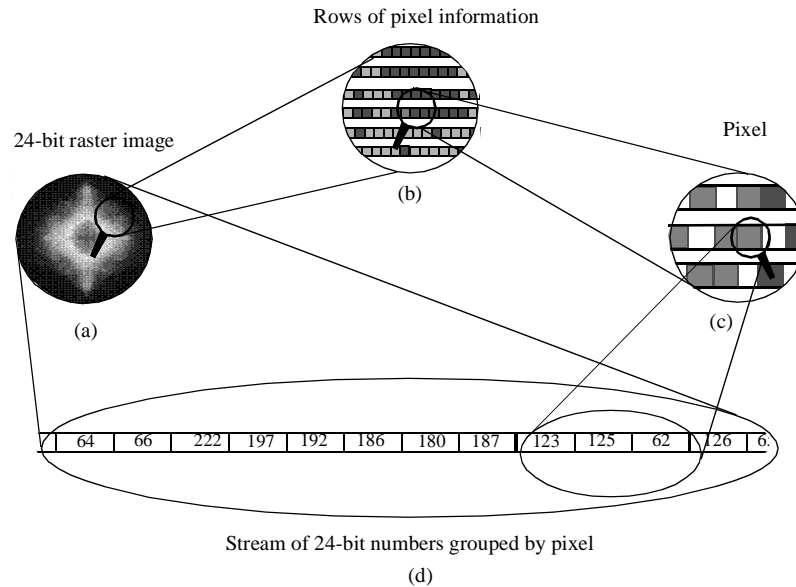 Rows of pixel information
24-bit raster image
Pixel
(b)
(a)
(c)
64 66 222 197 192 186 180 187 123 125 62 126
Stream of 24-bit numbers grouped by pixel
(d)